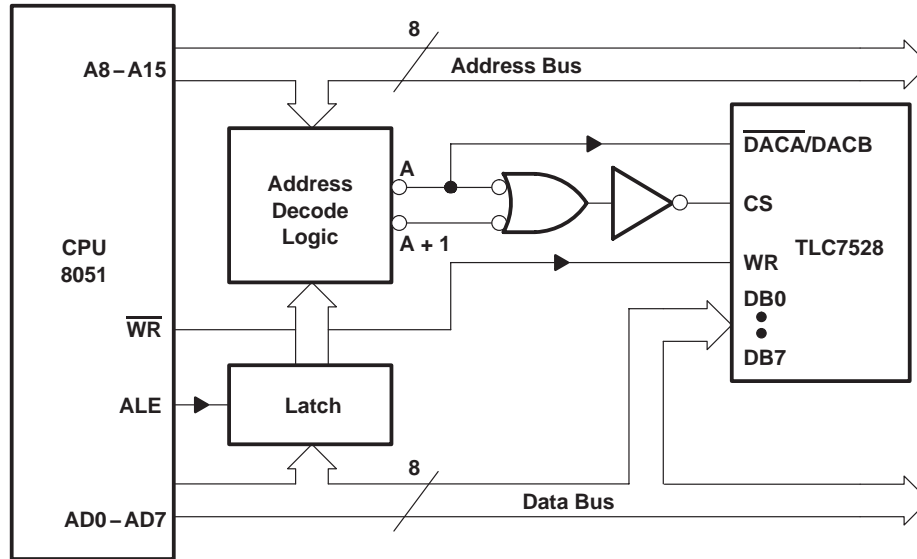 8
A8–A15
Address Bus
A
DACA/DACB
Address
Decode
Logic
CS
CPU
8051
A + 1
TLC7528
WR
WR
DB0
DB7
ALE
Latch
8
Data Bus
AD0–AD7